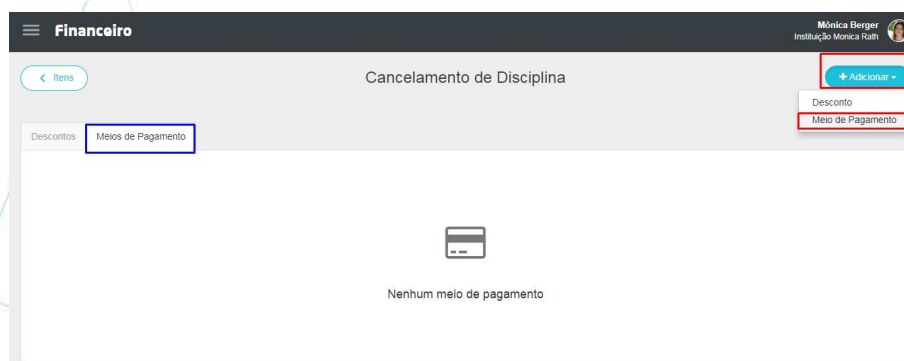 Financeiro
Mónica Berger
Instituição Monica Rath
Itens
Cancelamento de Disciplina
+ Adicionar
Desconto
Meio de Pagamento
Descontos
Meios de Pagamento
Nenhum meio de pagamento